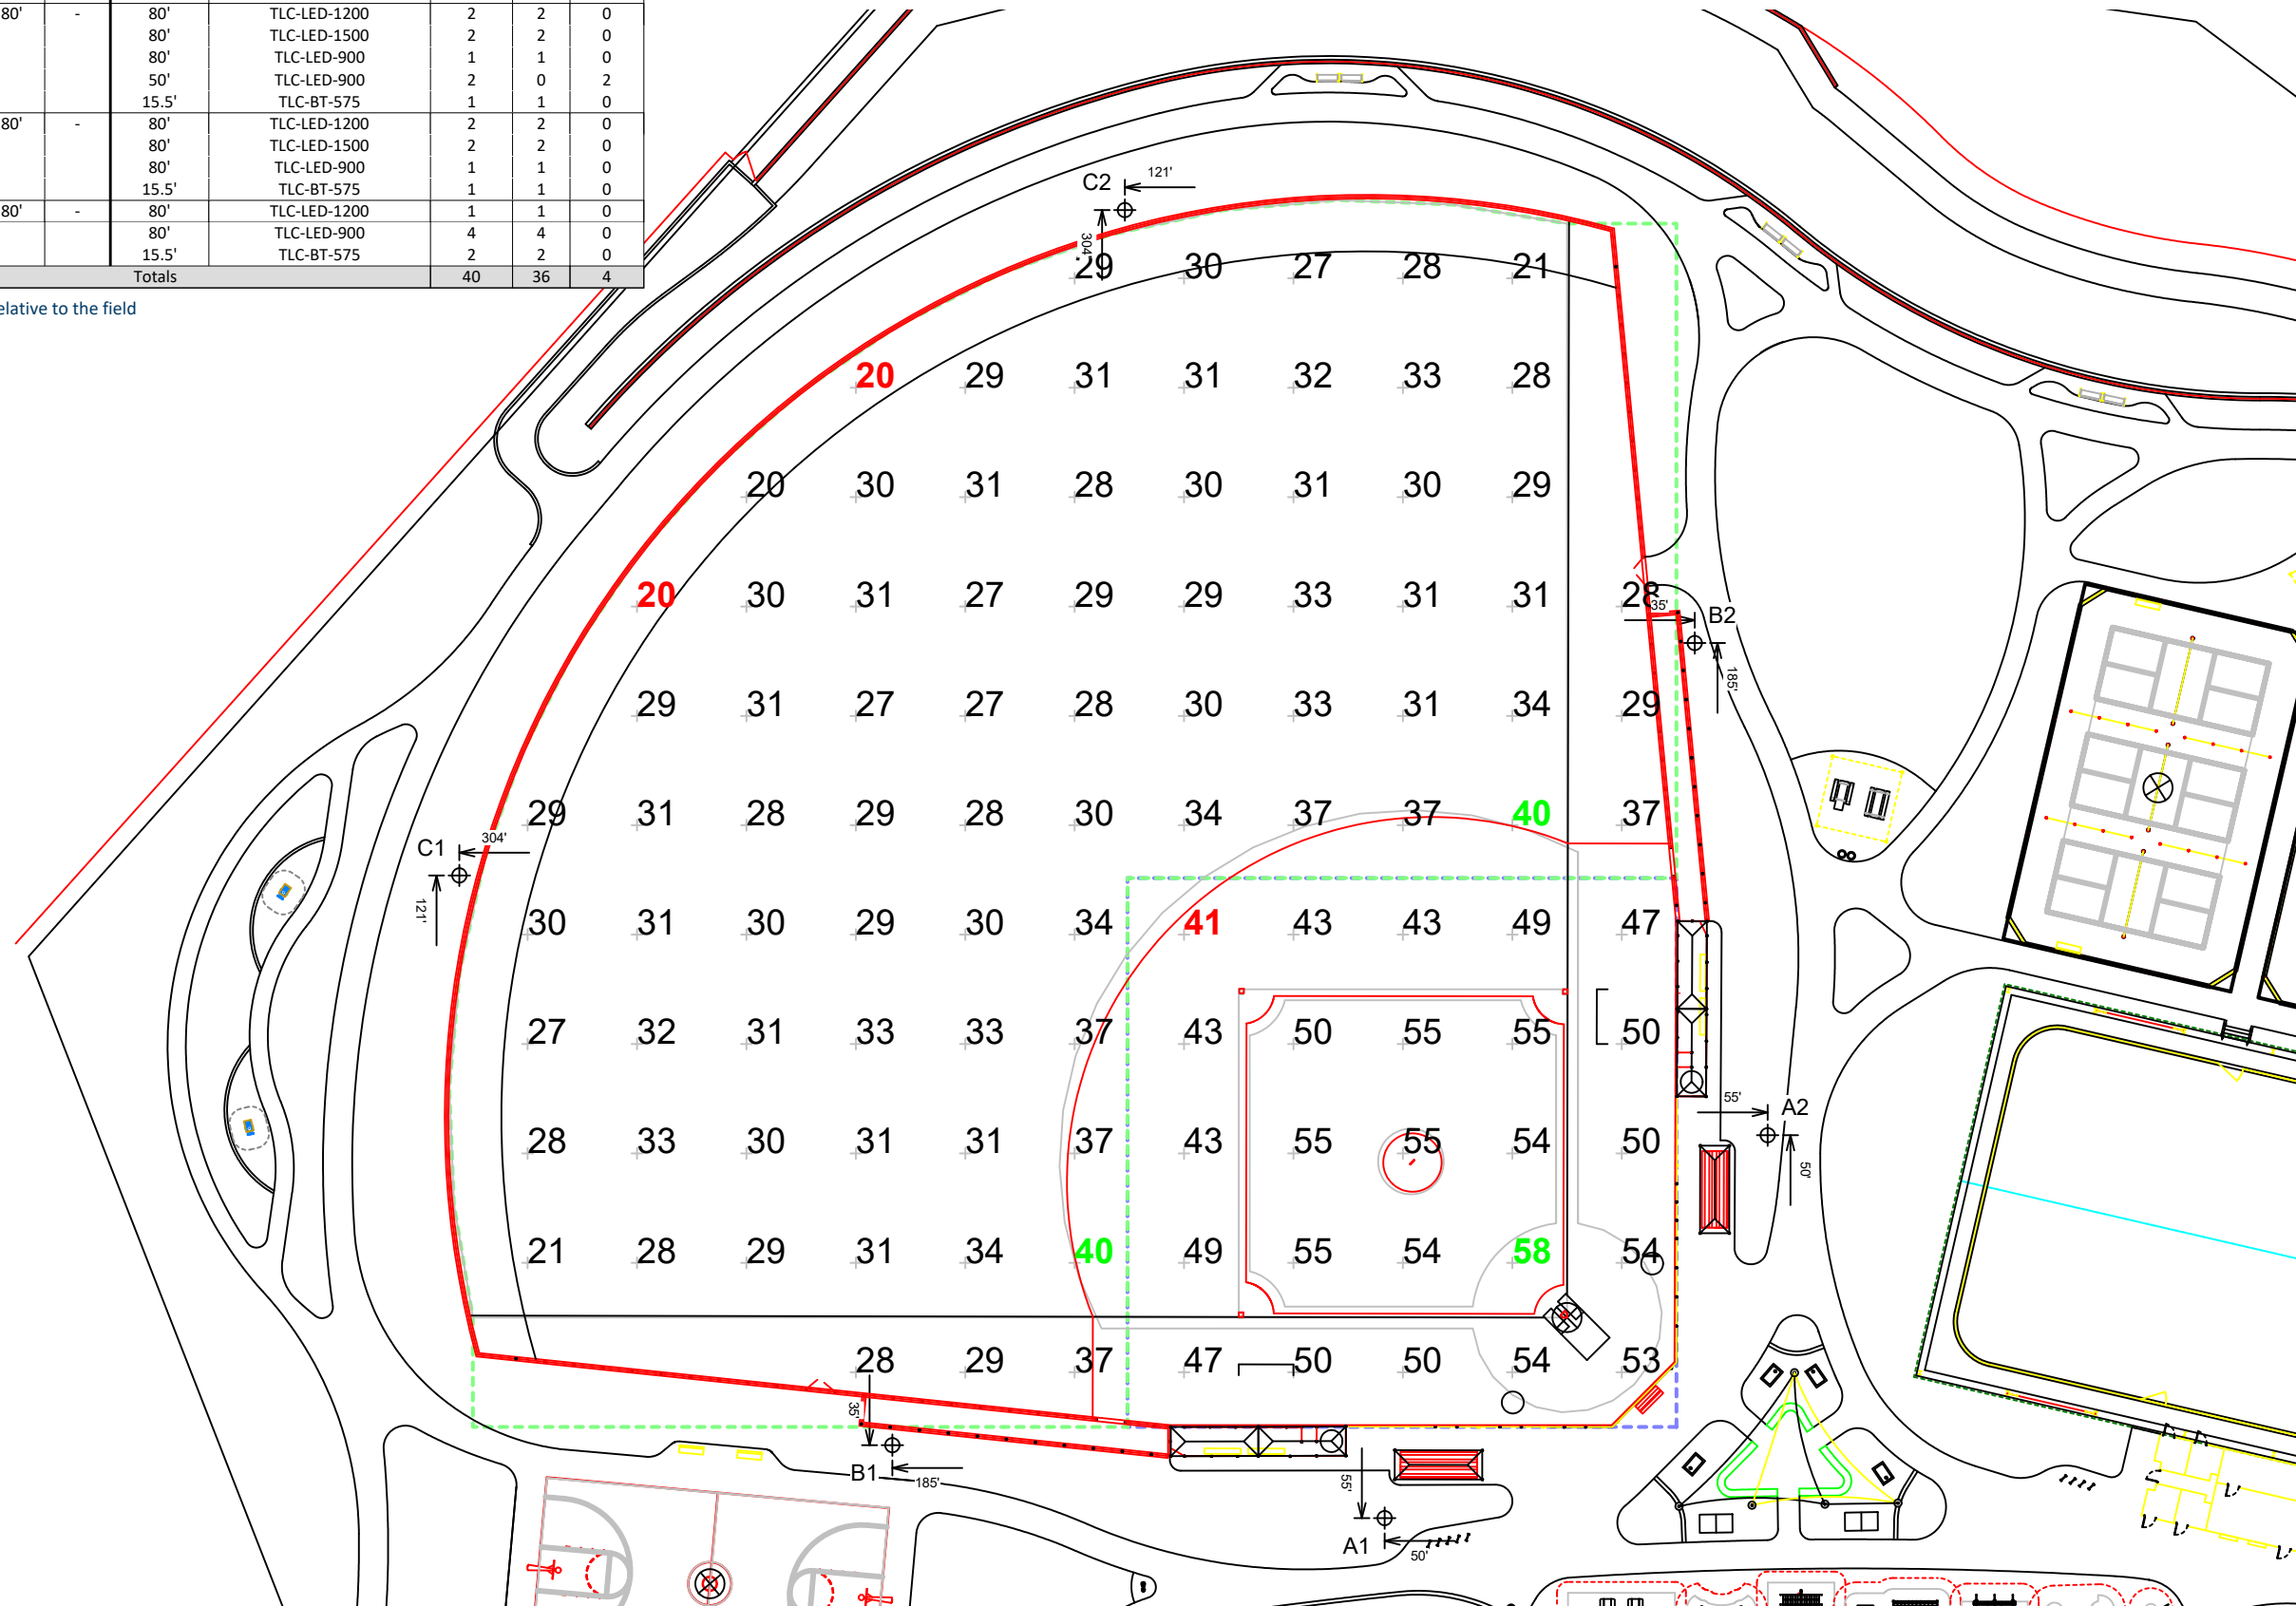 80' - 80' TLC-LED-1200 2 2 0
80' TLC-LED-1500 2 2 0
80' TLC-LED-900 1 1 0
50' TLC-LED-900 2 0 2
15.5' TLC-BT-575 1 1 0
80' - 80' TLC-LED-1200 2 2 0
80' TLC-LED-1500 2 2 0
80' TLC-LED-900 1 1 0
15.5' TLC-BT-575 1 1 0
80' - 80' TLC-LED-1200 1 1 0
80' TLC-LED-900 4 4 0
15.5' TLC-BT-575 2 2 0
Totals 40 36 4
elative to the field
C2 121'
304'
29 30 27 28 21
20 29 31 31 32 33 28
20 30 31 28 30 31 30 29
20 30 31 27 29 29 33 31 31 28
35' B2
185'
29 31 27 27 28 30 33 31 34 29
29 31 28 29 28 30 34 37 37 40 37
C1 304'
121'
30 31 30 29 30 34 41 43 43 49 47
27 32 31 33 33 37 43 50 55 55 50
55' A2
50'
28 33 30 31 31 37 43 55 55 54 50
21 28 29 31 34 40 49 55 54 58 54
28 29 37 47 50 50 54 53
35'
B1 185'
55'
A1 50'